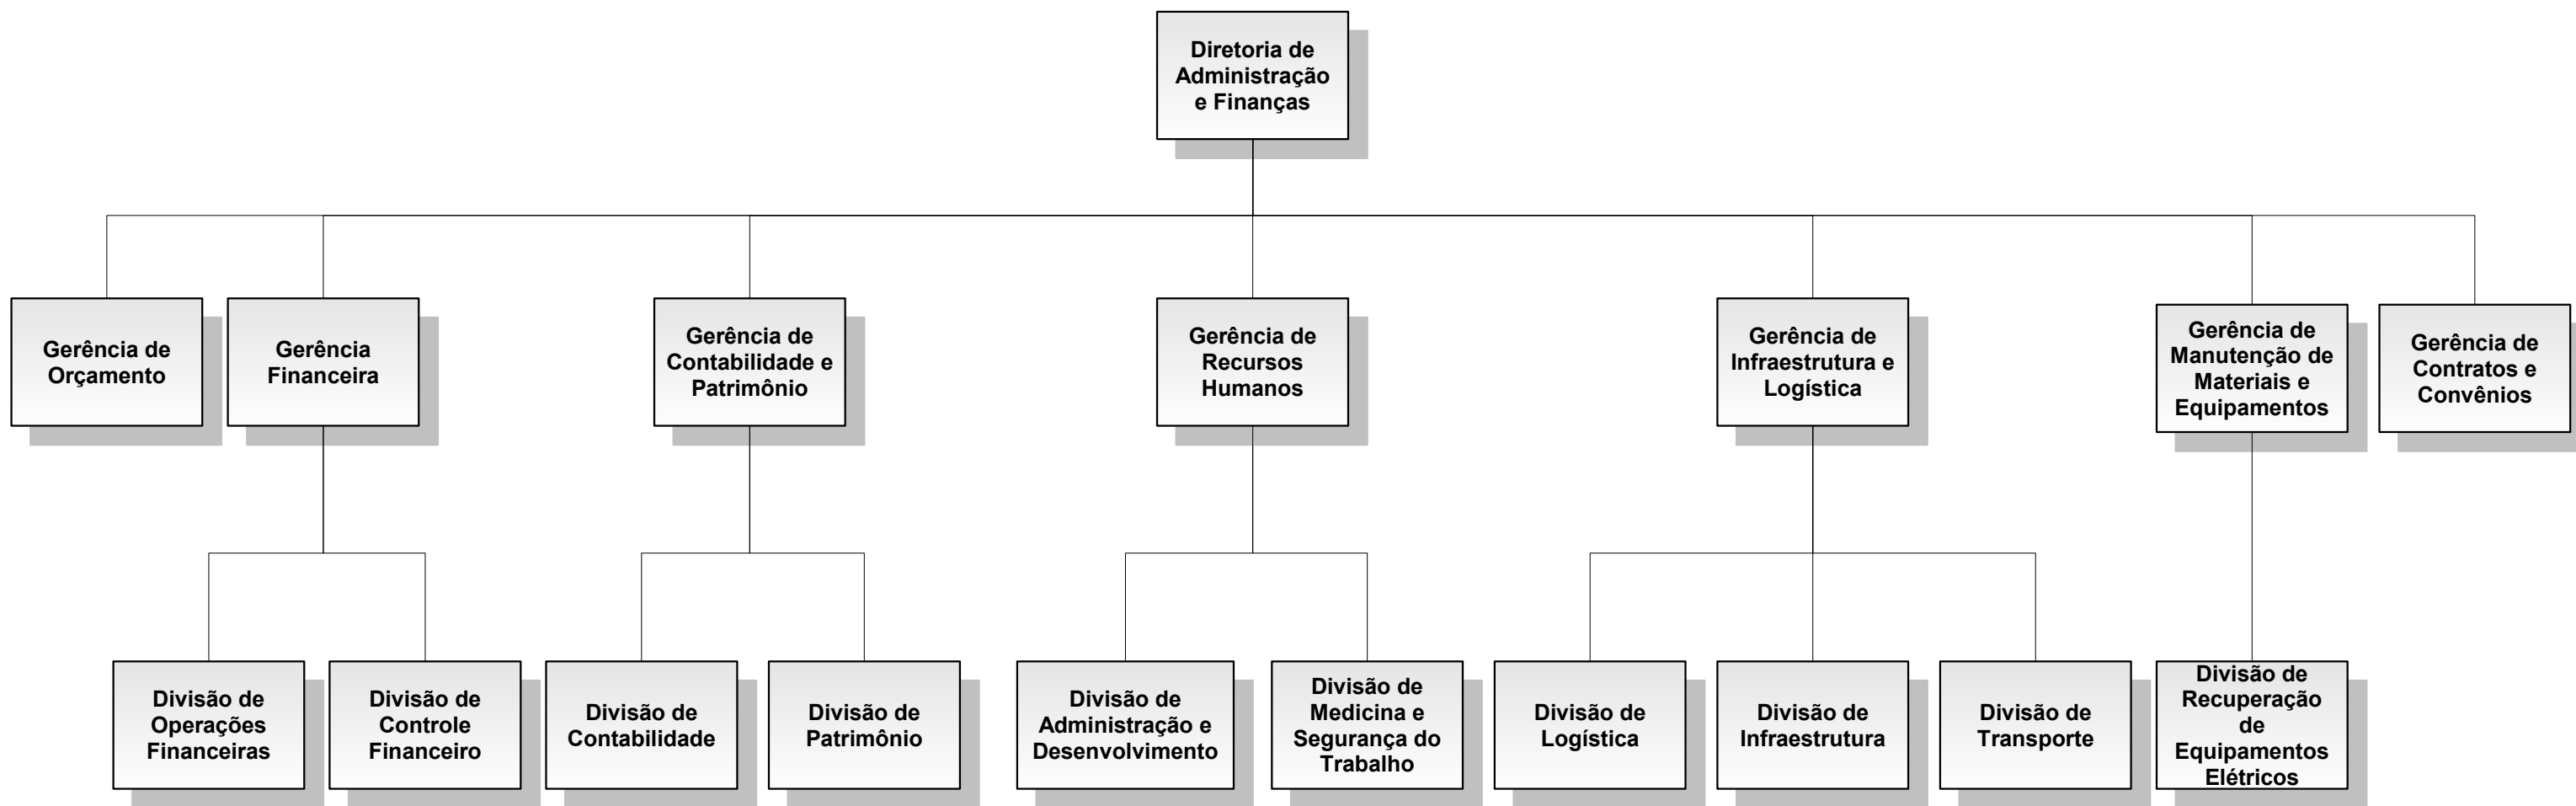 Diretoria de
Administração
e Finanças
Gerência de
Orçamento
Gerência
Financeira
Gerência de
Contabilidade e
Patrimônio
Gerência de
Recursos
Humanos
Gerência de
Infraestrutura e
Logística
Gerência de
Manutenção de
Materiais e
Equipamentos
Gerência de
Contratos e
Convênios
Divisão de
Operações
Financeiras
Divisão de
Controle
Financeiro
Divisão de
Contabilidade
Divisão de
Patrimônio
Divisão de
Administração e
Desenvolvimento
Divisão de
Medicina e
Segurança do
Trabalho
Divisão de
Logística
Divisão de
Infraestrutura
Divisão de
Transporte
Divisão de
Recuperação
de
Equipamentos
Elétricos